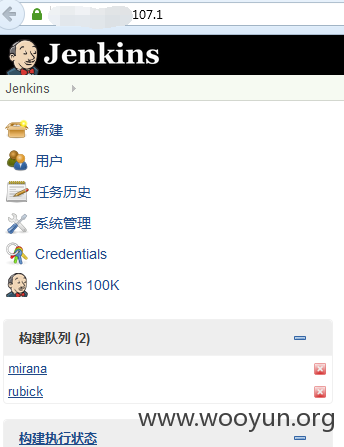 107.1
Jenkins
Jenkins
新建
用户
任务历史
系统管理
Credentials
Jenkins 100K
构建队列 (2)
mirana
rubick
www.wooyun.org
构建执行状态